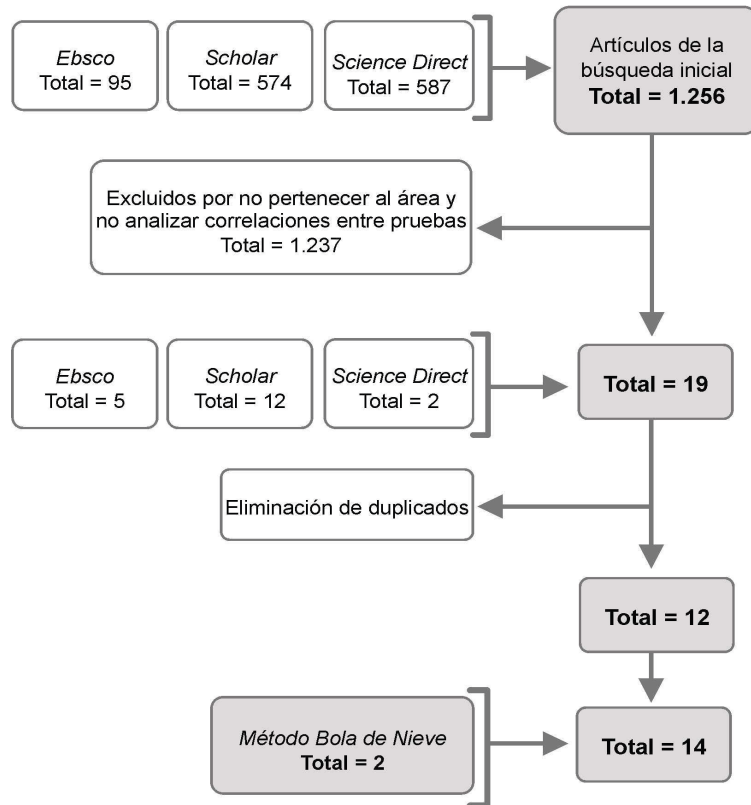 Ebsco
Total = 95
Scholar
Total = 574
Science Direct
Total = 587
Artículos de la
búsqueda inicial
Total = 1.256
Excluidos por no pertenecer al área y
no analizar correlaciones entre pruebas
Total = 1.237
Ebsco
Total = 5
Scholar
Total = 12
Science Direct
Total = 2
Total = 19
Eliminación de duplicados
Total = 12
Método Bola de Nieve
Total = 2
Total = 14